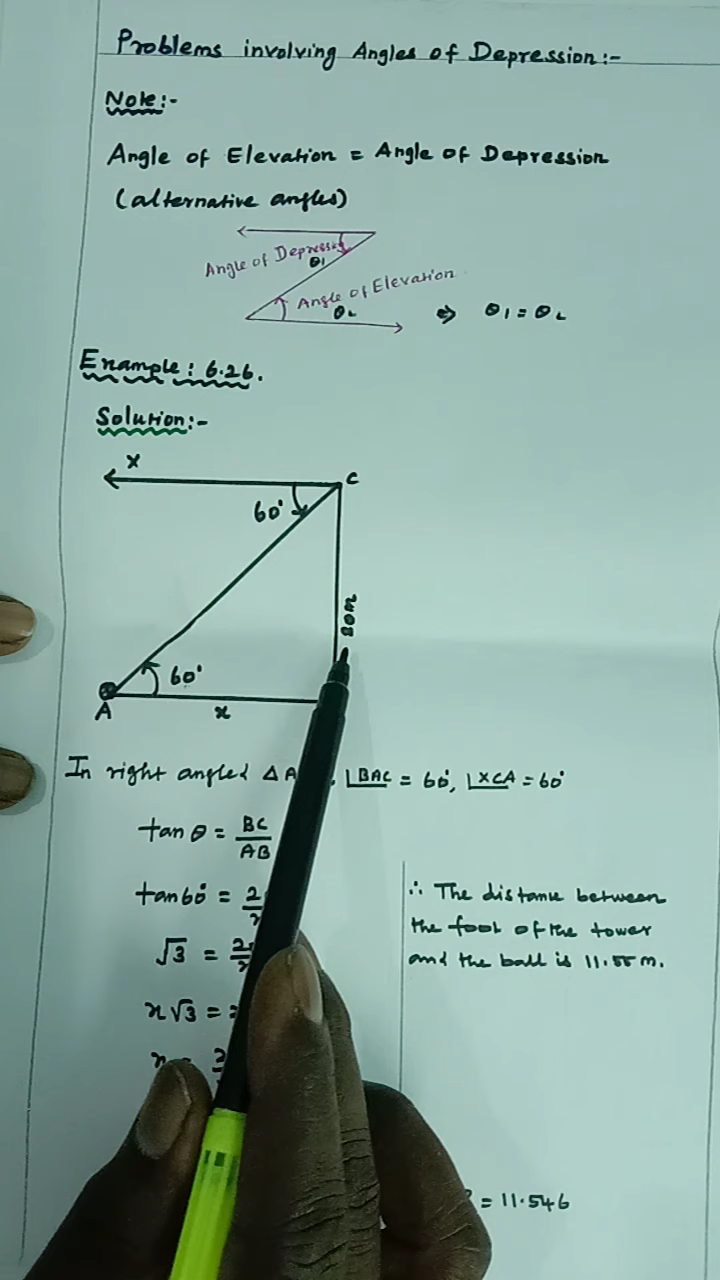 Problems involving Angles of Depression:-
Note:-
Angle of Elevation = Angle of Depression
(alternative angles)
Angle of Depression
θ1
Angle of Elevation
θ2
⇒ θ1 = θ2
Example: 6.26.
Solution:-
x
C
60°
20m
60°
A
x
In right angled Δ A ∠BAC = 60°, ∠XCA = 60°
tan θ = BC/AB
tan 60° = 2
√3 =
x√3 =
∴ The distance between
the foot of the tower
and the ball is 11.55 m.
= 11.546